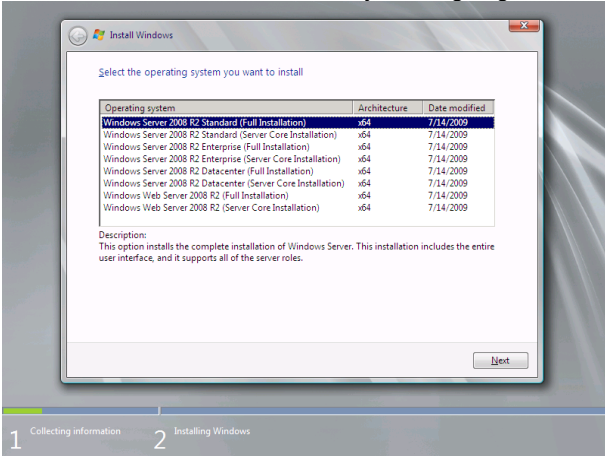 Install Windows
Select the operating system you want to install
Operating system Architecture Date modified
Windows Server 2008 R2 Standard (Full Installation) x64 7/14/2009
Windows Server 2008 R2 Standard (Server Core Installation) x64 7/14/2009
Windows Server 2008 R2 Enterprise (Full Installation) x64 7/14/2009
Windows Server 2008 R2 Enterprise (Server Core Installation) x64 7/14/2009
Windows Server 2008 R2 Datacenter (Full Installation) x64 7/14/2009
Windows Server 2008 R2 Datacenter (Server Core Installation) x64 7/14/2009
Windows Web Server 2008 R2 (Full Installation) x64 7/14/2009
Windows Web Server 2008 R2 (Server Core Installation) x64 7/14/2009
Description:
This option installs the complete installation of Windows Server. This installation includes the entire
user interface, and it supports all of the server roles.
Next
1 Collecting information 2 Installing Windows